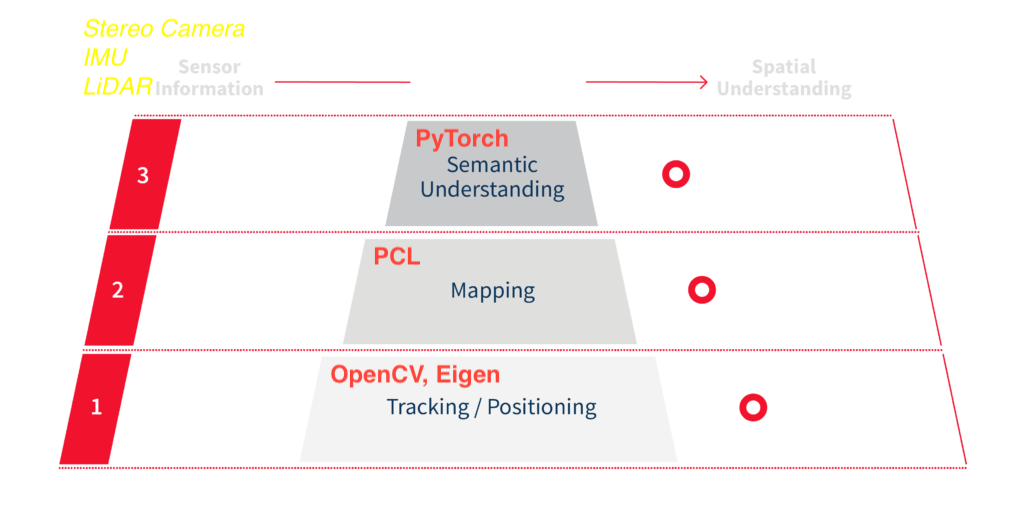 Stereo Camera
IMU
LiDAR
Sensor
Information
Spatial
Understanding
3
PyTorch
Semantic
Understanding
2
PCL
Mapping
1
OpenCV, Eigen
Tracking / Positioning